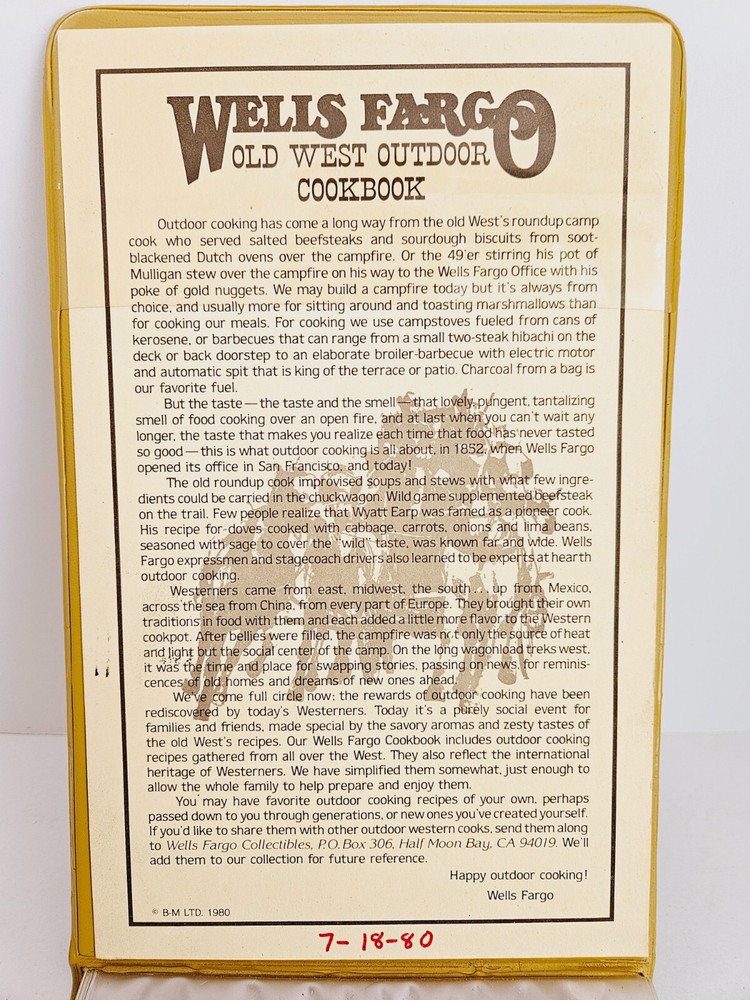 WELLS FARGO
OLD WEST OUTDOOR
COOKBOOK
Outdoor cooking has come a long way from the old West's roundup camp
cook who served salted beefsteaks and sourdough biscuits from soot-
blackened Dutch ovens over the campfire. Or the 49'er stirring his pot of
Mulligan stew over the campfire on his way to the Wells Fargo Office with his
poke of gold nuggets. We may build a campfire today but it's always from
choice, and usually more for sitting around and toasting marshmallows than
for cooking our meals. For cooking we use campstoves fueled from cans of
kerosene, or barbecues that can range from a small two-steak hibachi on the
deck or back doorstep to an elaborate broiler-barbecue with electric motor
and automatic spit that is king of the terrace or patio. Charcoal from a bag is
our favorite fuel.
But the taste — the taste and the smell — that lovely, pungent, tantalizing
smell of food cooking over an open fire, and at last when you can't wait any
longer, the taste that makes you realize each time that food has never tasted
so good — this is what outdoor cooking is all about, in 1852, when Wells Fargo
opened its office in San Francisco, and today!
The old roundup cook improvised soups and stews with what few ingre-
dients could be carried in the chuckwagon. Wild game supplemented beefsteak
on the trail. Few people realize that Wyatt Earp was famed as a pioneer cook.
His recipe for doves cooked with cabbage, carrots, onions and lima beans,
seasoned with sage to cover the "wild" taste, was known far and wide. Wells
Fargo expressmen and stagecoach drivers also learned to be experts at hearth
outdoor cooking.
Westerners came from east, midwest, the south . . . up from Mexico,
across the sea from China, from every part of Europe. They brought their own
traditions in food with them and each added a little more flavor to the Western
cookpot. After bellies were filled, the campfire was not only the source of heat
and light but the social center of the camp. On the long wagonload treks west,
it was the time and place for swapping stories, passing on news, for reminis-
cences of old homes and dreams of new ones ahead.
We've come full circle now; the rewards of outdoor cooking have been
rediscovered by today's Westerners. Today it's a purely social event for
families and friends, made special by the savory aromas and zesty tastes of
the old West's recipes. Our Wells Fargo Cookbook includes outdoor cooking
recipes gathered from all over the West. They also reflect the international
heritage of Westerners. We have simplified them somewhat, just enough to
allow the whole family to help prepare and enjoy them.
You may have favorite outdoor cooking recipes of your own, perhaps
passed down to you through generations, or new ones you've created yourself.
If you'd like to share them with other outdoor western cooks, send them along
to Wells Fargo Collectibles, P.O. Box 306, Half Moon Bay, CA 94019. We'll
add them to our collection for future reference.
Happy outdoor cooking!
Wells Fargo
© B-M LTD. 1980
7-18-80